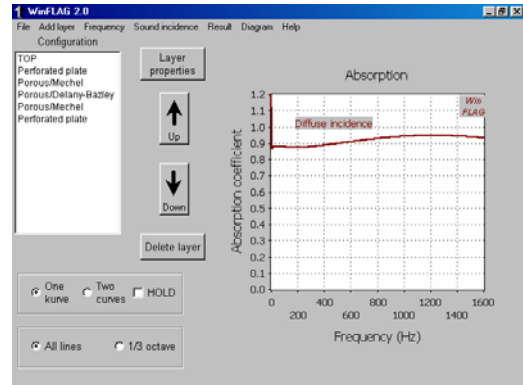 WinFLAG 2.0
File Add layer Frequency Sound incidence Result Diagram Help
Configuration
TOP
Perforated plate
Porous/Mechel
Porous/Delany-Bazley
Porous/Mechel
Perforated plate
Layer
properties
Up
Down
Delete layer
One
kurve
Two
curves
HOLD
All lines
1/3 octave
Absorption
Win
FLAG
Diffuse incidence
Absorption coefficient
1.2
1.1
1.0
0.9
0.8
0.7
0.6
0.5
0.4
0.3
0.2
0.1
0.0
0 400 800 1200 1600
200 600 1000 1400
Frequency (Hz)